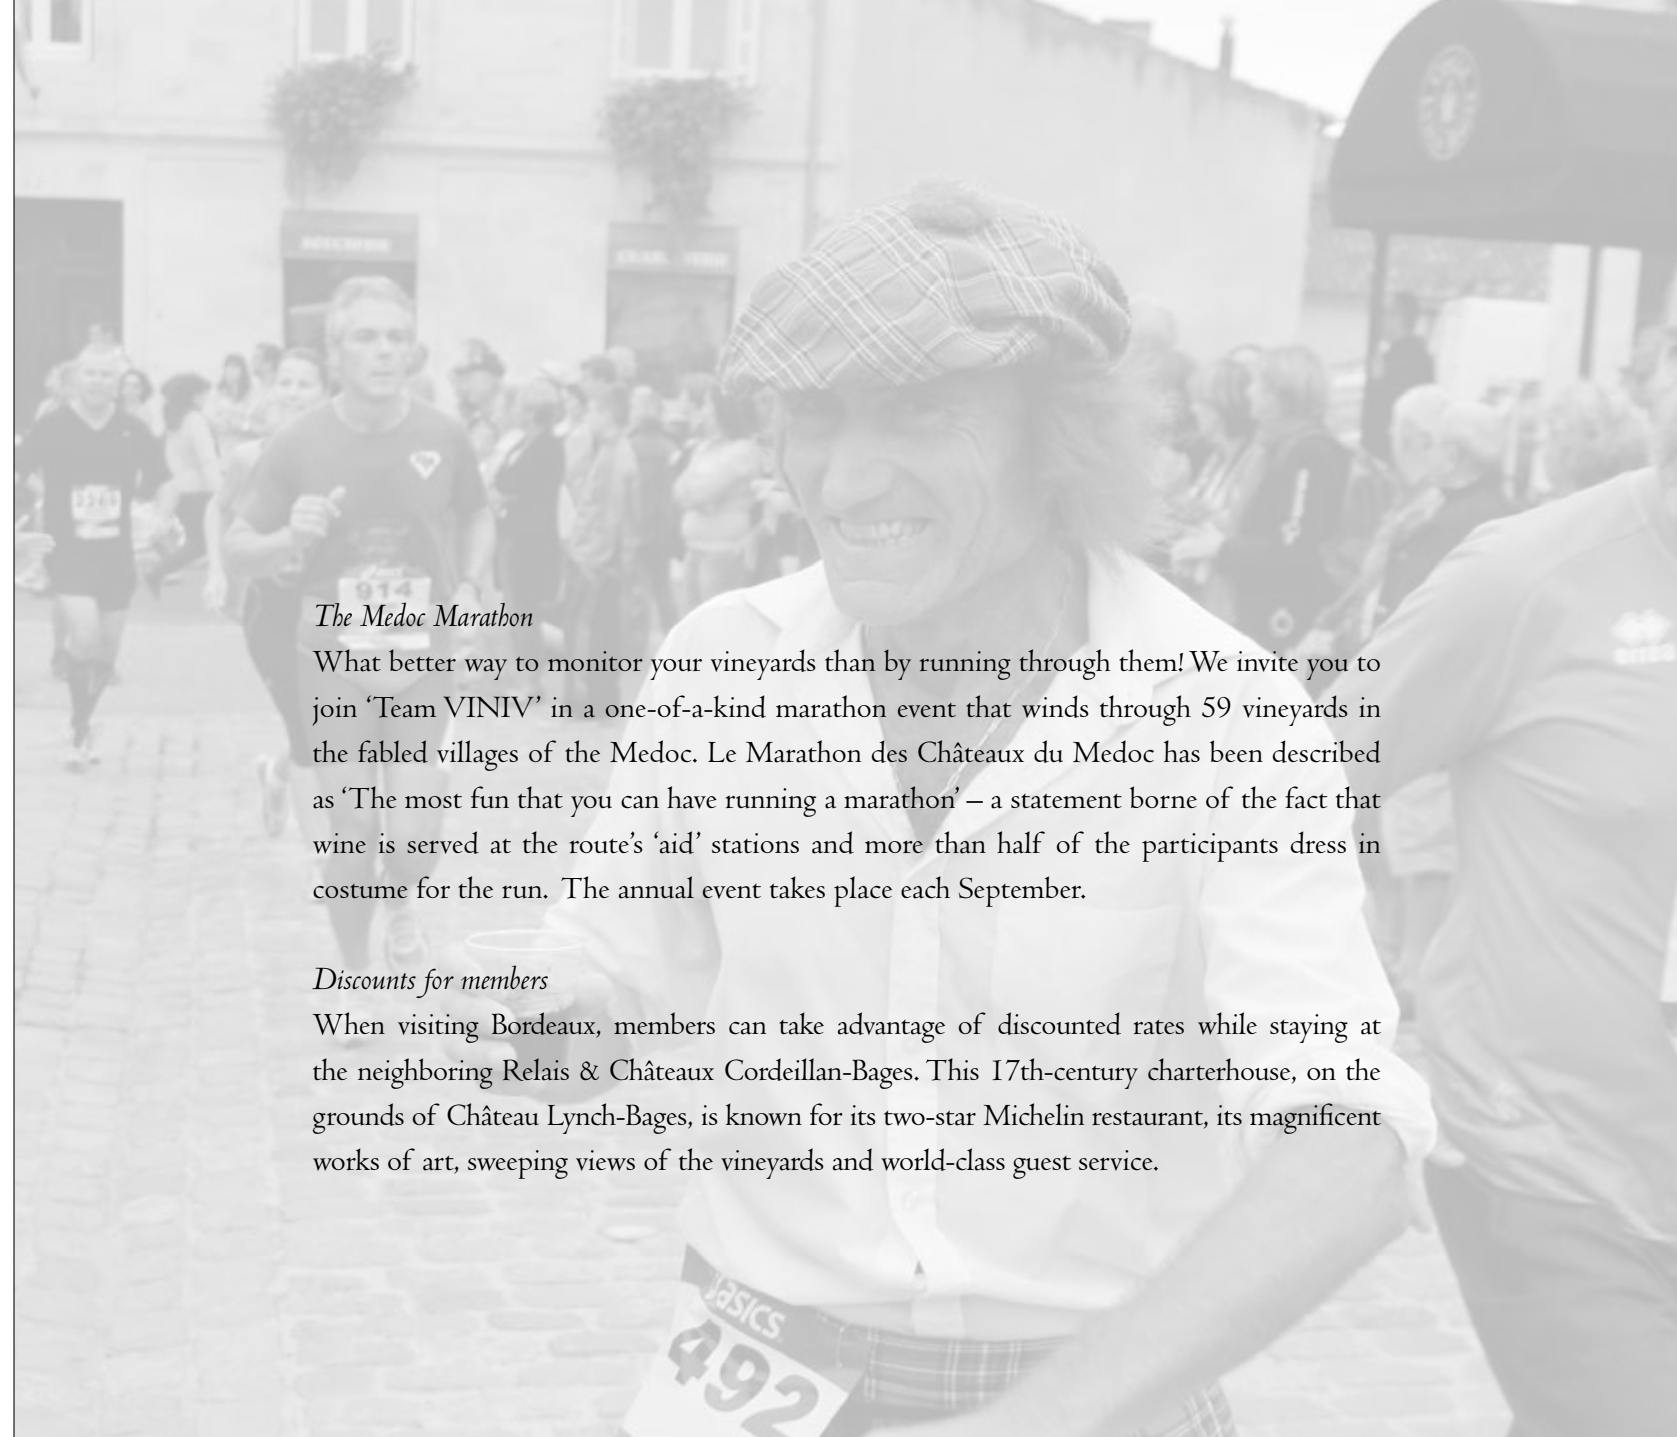 BOUCHERIE
914
The Medoc Marathon
What better way to monitor your vineyards than by running through them! We invite you to
join ‘Team VINIV’ in a one-of-a-kind marathon event that winds through 59 vineyards in
the fabled villages of the Medoc. Le Marathon des Châteaux du Medoc has been described
as ‘The most fun that you can have running a marathon’ – a statement borne of the fact that
wine is served at the route’s ‘aid’ stations and more than half of the participants dress in
costume for the run. The annual event takes place each September.
Discounts for members
When visiting Bordeaux, members can take advantage of discounted rates while staying at
the neighboring Relais & Châteaux Cordeillan-Bages. This 17th-century charterhouse, on the
grounds of Château Lynch-Bages, is known for its two-star Michelin restaurant, its magnificent
works of art, sweeping views of the vineyards and world-class guest service.
asics
492